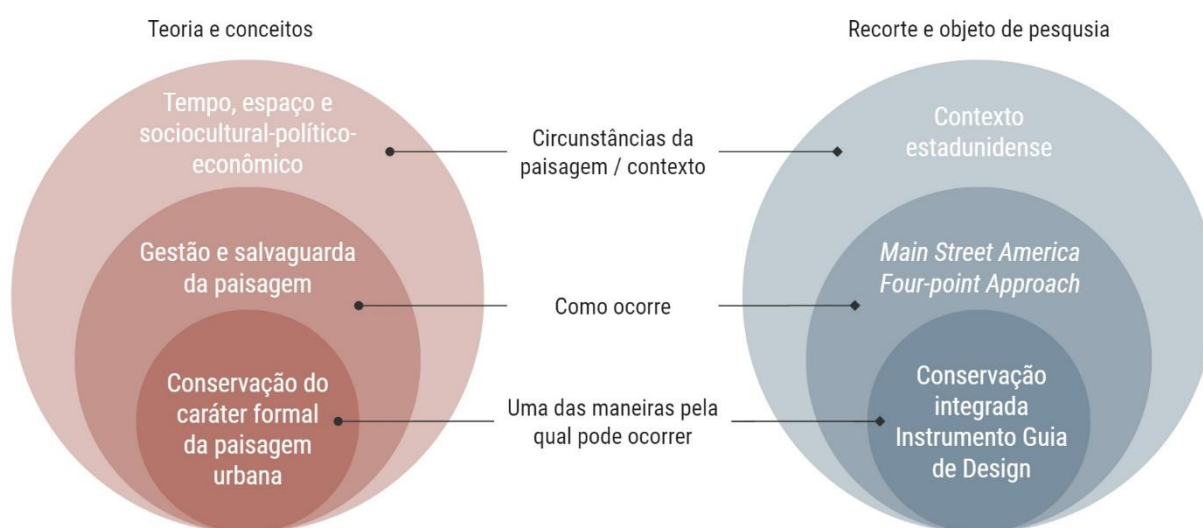 Teoria e conceitos
Recorte e objeto de pesqusia
Tempo, espaço e
sociocultural-político-
econômico
Circunstâncias da
paisagem / contexto
Contexto
estadunidense
Gestão e salvaguarda
da paisagem
Como ocorre
Main Street America
Four-point Approach
Conservação do
caráter formal
da paisagem
urbana
Uma das maneiras pela
qual pode ocorrer
Conservação
integrada
Instrumento Guia
de Design